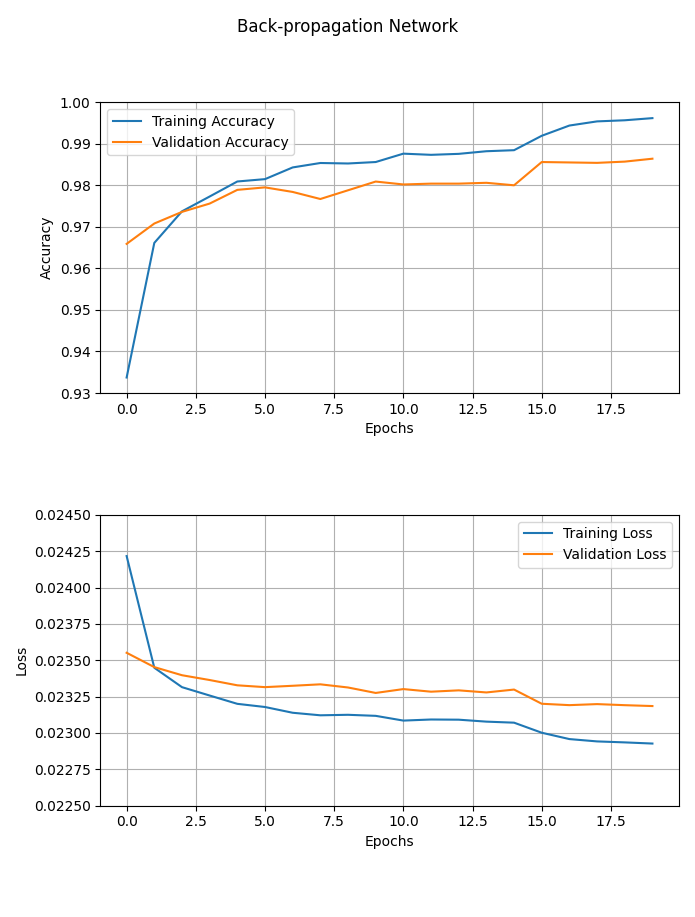 Back-propagation Network
1.00
0.99
0.98
0.97
0.96
0.95
0.94
0.93
Accuracy
Training Accuracy
Validation Accuracy
0.0 2.5 5.0 7.5 10.0 12.5 15.0 17.5
Epochs
0.02450
0.02425
0.02400
0.02375
0.02350
0.02325
0.02300
0.02275
0.02250
Loss
Training Loss
Validation Loss
0.0 2.5 5.0 7.5 10.0 12.5 15.0 17.5
Epochs